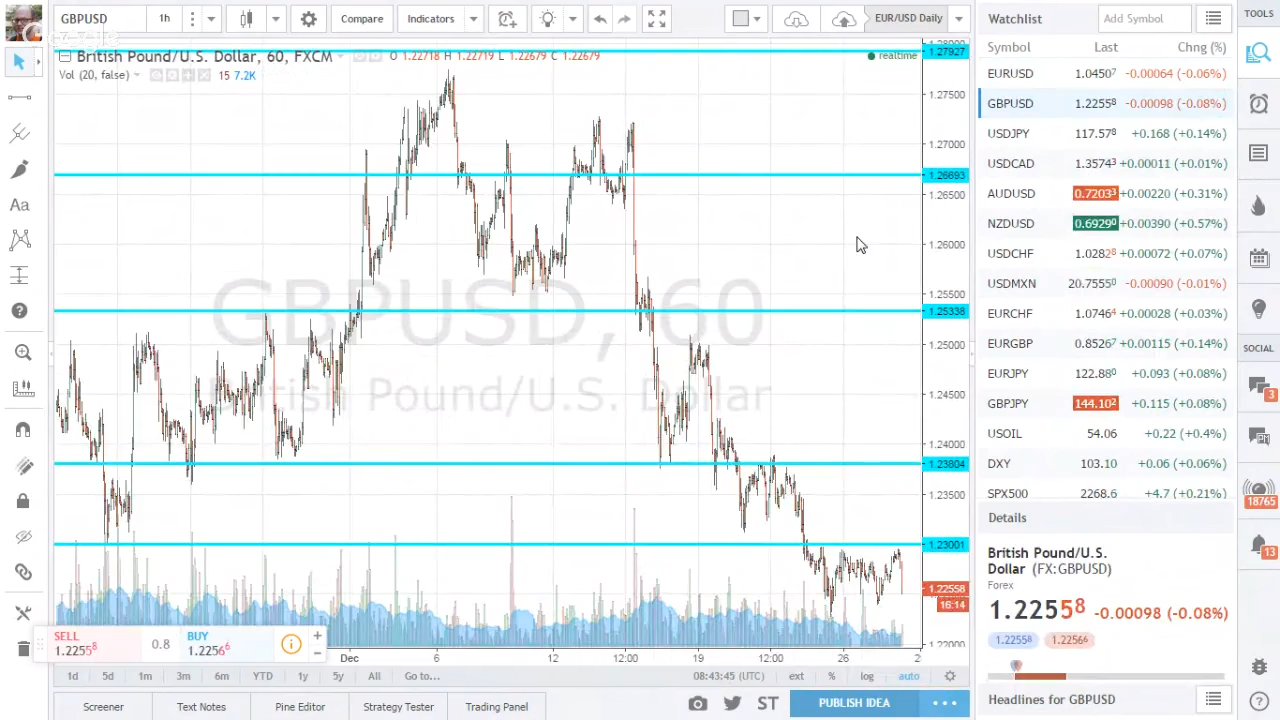 GBPUSD 1h Compare Indicators EUR/USD Daily
Google
British Pound/U.S. Dollar, 60, FXCM O 1.22718 H 1.22719 L 1.22679 C 1.22679 realtime
Vol (20, false) 15 7.2K
GBPUSD, 60
British Pound/U.S. Dollar
1.27927
1.27500
1.27000
1.26693
1.26500
1.26000
1.25500
1.25338
1.25000
1.24500
1.24000
1.23804
1.23500
1.23001
1.22558
16:14
1.22000
SELL
1.22558
0.8
BUY
1.22566
Dec 6 12 12:00 19 12:00 26 2
1d 5d 1m 3m 6m YTD 1y 5y All Go to... 08:43:45 (UTC) ext % log auto
Screener Text Notes Pine Editor Strategy Tester Trading Panel ST PUBLISH IDEA
Watchlist Add Symbol
Symbol Last Chng (%)
EURUSD 1.04507 -0.00064 (-0.06%)
GBPUSD 1.22558 -0.00098 (-0.08%)
USDJPY 117.578 +0.168 (+0.14%)
USDCAD 1.35743 +0.00011 (+0.01%)
AUDUSD 0.72033 +0.00220 (+0.31%)
NZDUSD 0.69290 +0.00390 (+0.57%)
USDCHF 1.02828 +0.00072 (+0.07%)
USDMXN 20.75550 -0.00090 (-0.01%)
EURCHF 1.07464 +0.00028 (+0.03%)
EURGBP 0.85267 +0.00115 (+0.14%)
EURJPY 122.880 +0.093 (+0.08%)
GBPJPY 144.102 +0.115 (+0.08%)
USOIL 54.06 +0.22 (+0.4%)
DXY 103.10 +0.06 (+0.06%)
SPX500 2268.6 +4.7 (+0.21%)
Details
British Pound/U.S.
Dollar (FX:GBPUSD)
Forex
1.22558 -0.00098 (-0.08%)
1.22558 1.22566
Headlines for GBPUSD
TOOLS
SOCIAL
3
18765
13
Aa